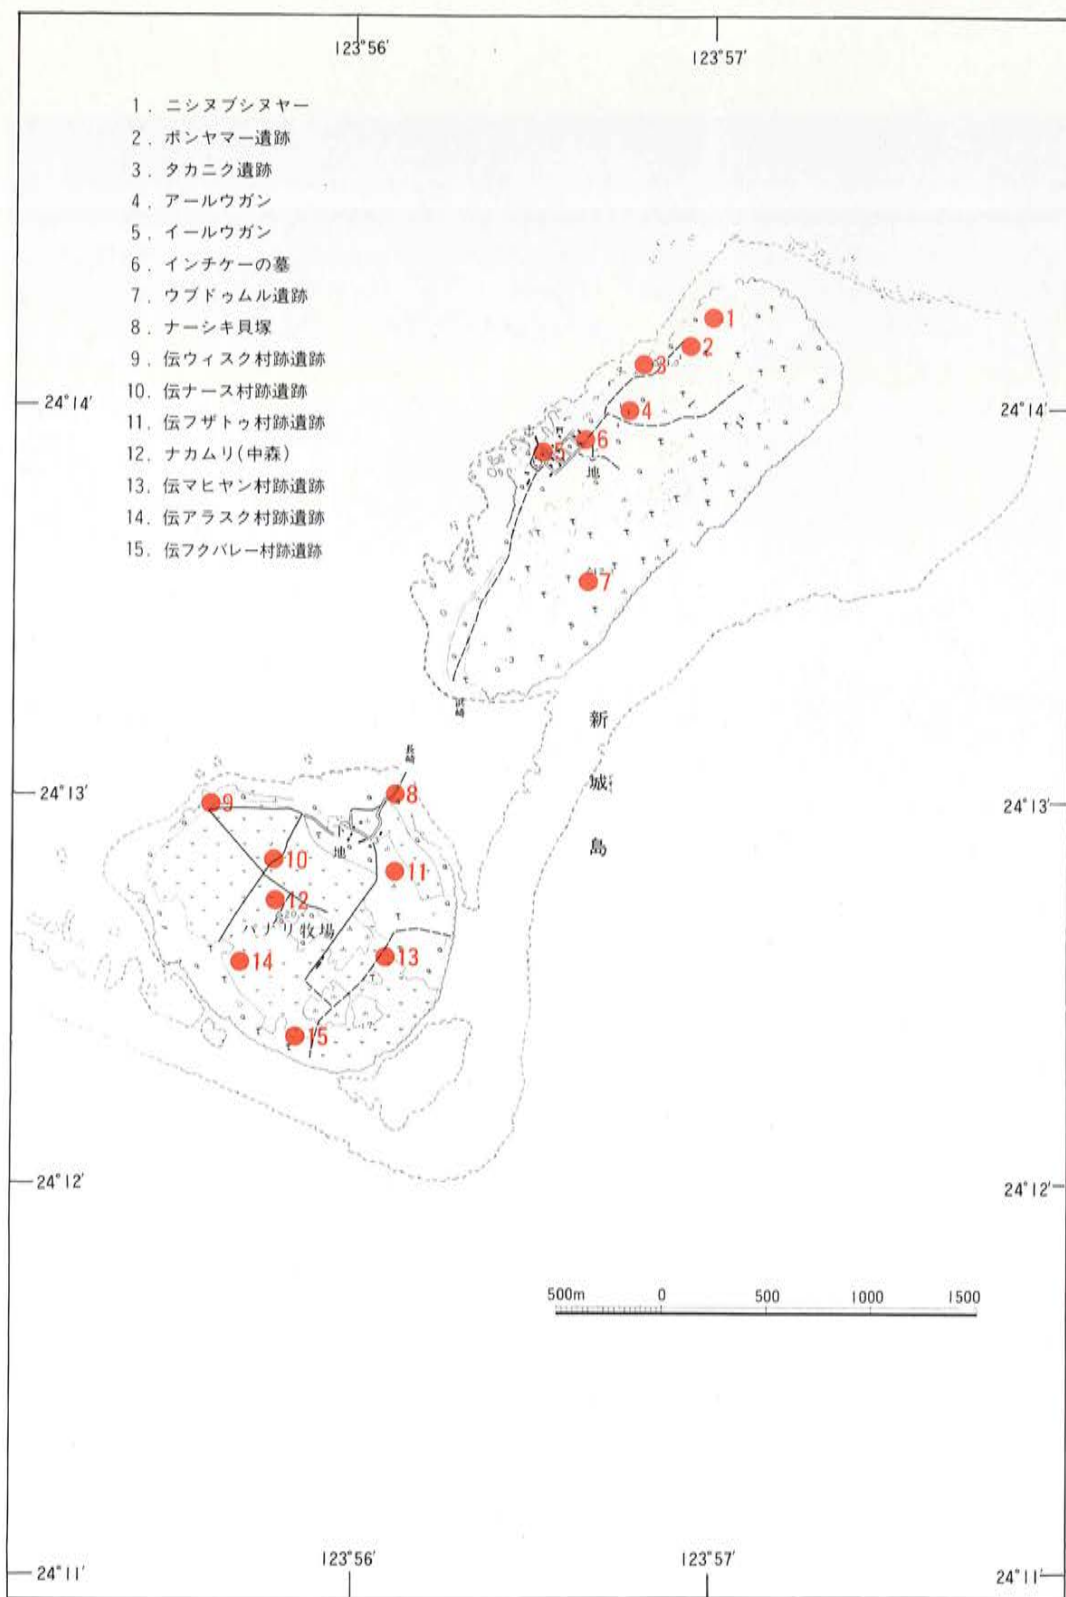 123°56′
123°57′
1. ニシヌブシヌヤー
2. ボンヤマー遺跡
3. タカニク遺跡
4. アールウガン
5. イールウガン
6. インチケーの墓
7. ウブドゥムル遺跡
8. ナーシキ貝塚
9. 伝ウィスク村跡遺跡
10. 伝ナース村跡遺跡
11. 伝フザトゥ村跡遺跡
12. ナカムリ(中森)
13. 伝マヒヤン村跡遺跡
14. 伝アラスク村跡遺跡
15. 伝フクバレー村跡遺跡
1
2
3
24°14′
4
24°14′
6
5
上地
7
浜崎
新城島
長崎
24°13′
8
9
24°13′
下地
10
11
12
パナリ牧場
13
14
15
24°12′
24°12′
500m 0 500 1000 1500
24°11′
123°56′
123°57′
24°11′